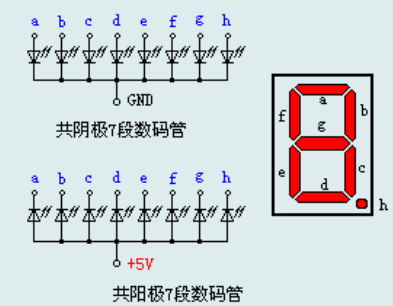 a b c d e f g h
GND
共阴极7段数码管
a b c d e f g h
+5V
共阳极7段数码管
a
f b
g
e c
d
h